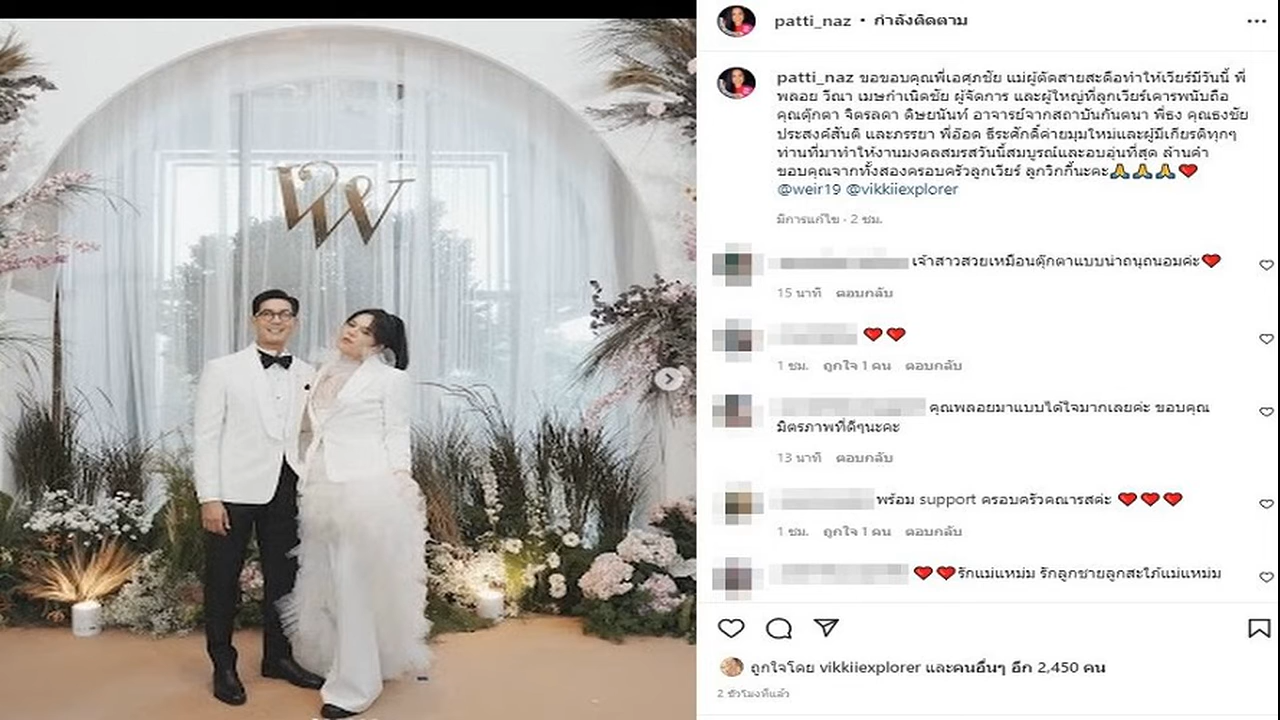 VW
patti_naz • กำลังติดตาม
patti_naz ขอขอบคุณพี่เอศุภชัย แม่ผู้ตัดสายสะดือทำให้เวียร์มีวันนี้ พี่
พลอย วีณา เมษกำเนิดชัย ผู้จัดการ และผู้ใหญ่ที่ลูกเวียร์เคารพนับถือ
คุณตุ๊กตา จิตรลดา ดิษยนันท์ อาจารย์จากสถาบันกันตนา พี่ธง คุณธงชัย
ประสงค์สันติ และภรรยา พี่อ๊อด ธีระศักดิ์ค่ายมุมใหม่และผู้มีเกียรติทุกๆ
ท่านที่มาทำให้งานมงคลสมรสวันนี้สมบูรณ์และอบอุ่นที่สุด ล้านคำ
ขอบคุณจากทั้งสองครอบครัวลูกเวียร์ ลูกวิกกี้นะคะ🙏🙏🙏❤️
@weir19 @vikkiiexplorer
มีการแก้ไข · 2 ชม.
เจ้าสาวสวยเหมือนตุ๊กตาแบบน่าถนุถนอมค่ะ❤️
15 นาที ตอบกลับ
❤️❤️
1 ชม. ถูกใจ 1 คน ตอบกลับ
คุณพลอยมาแบบได้ใจมากเลยค่ะ ขอบคุณ
มิตรภาพที่ดีๆนะคะ
13 นาที ตอบกลับ
พร้อม support ครอบครัวคณารสค่ะ ❤️❤️❤️
1 ชม. ถูกใจ 1 คน ตอบกลับ
❤️❤️รักแม่แหม่ม รักลูกชายลูกสะใภ้แม่แหม่ม
ถูกใจโดย vikkiiexplorer และคนอื่นๆ อีก 2,450 คน
2 ชั่วโมงที่แล้ว